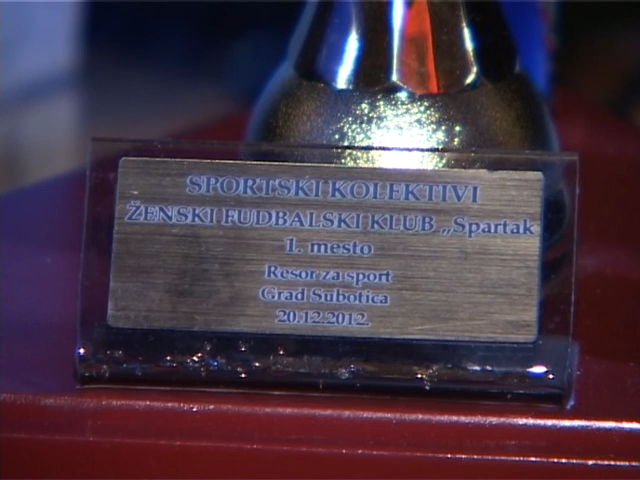 SPORTSKI KOLEKTIVI
ŽENSKI FUDBALSKI KLUB „Spartak
1. mesto
Resor za sport
Grad Subotica
20.12.2012.